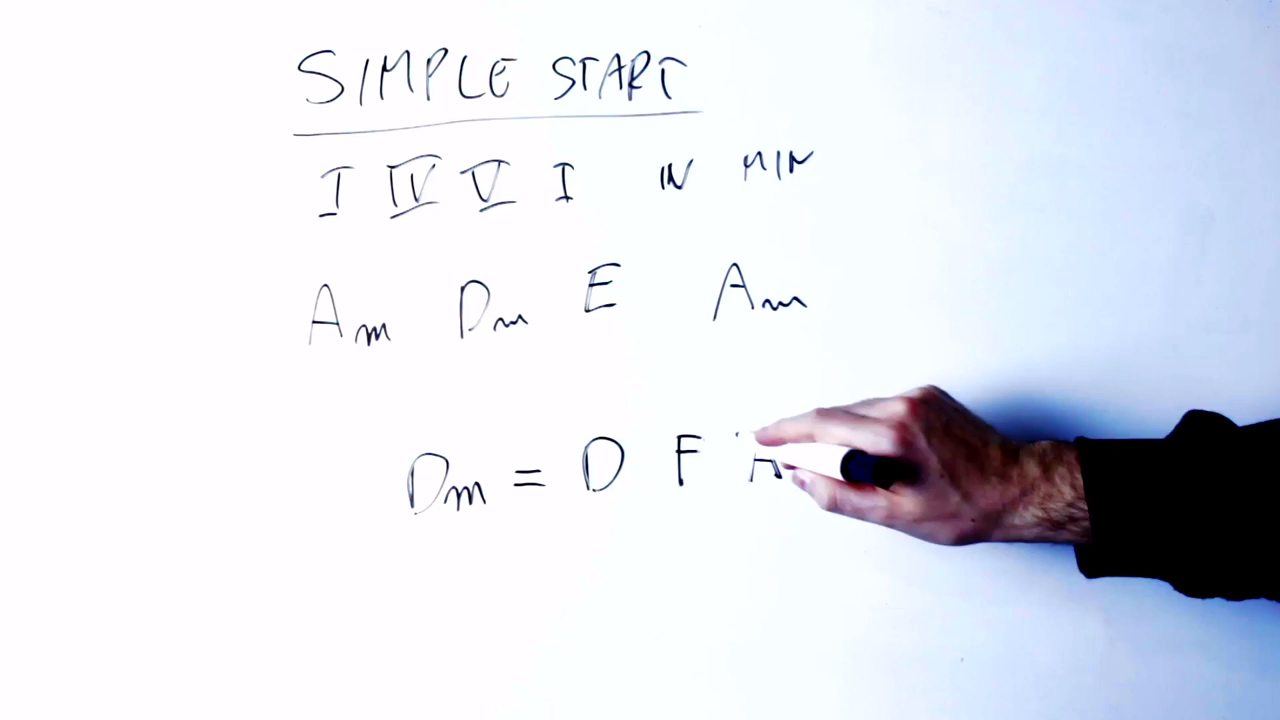 SIMPLE START
I IV V I IN MIN
Am Dm E Am
Dm = D F A